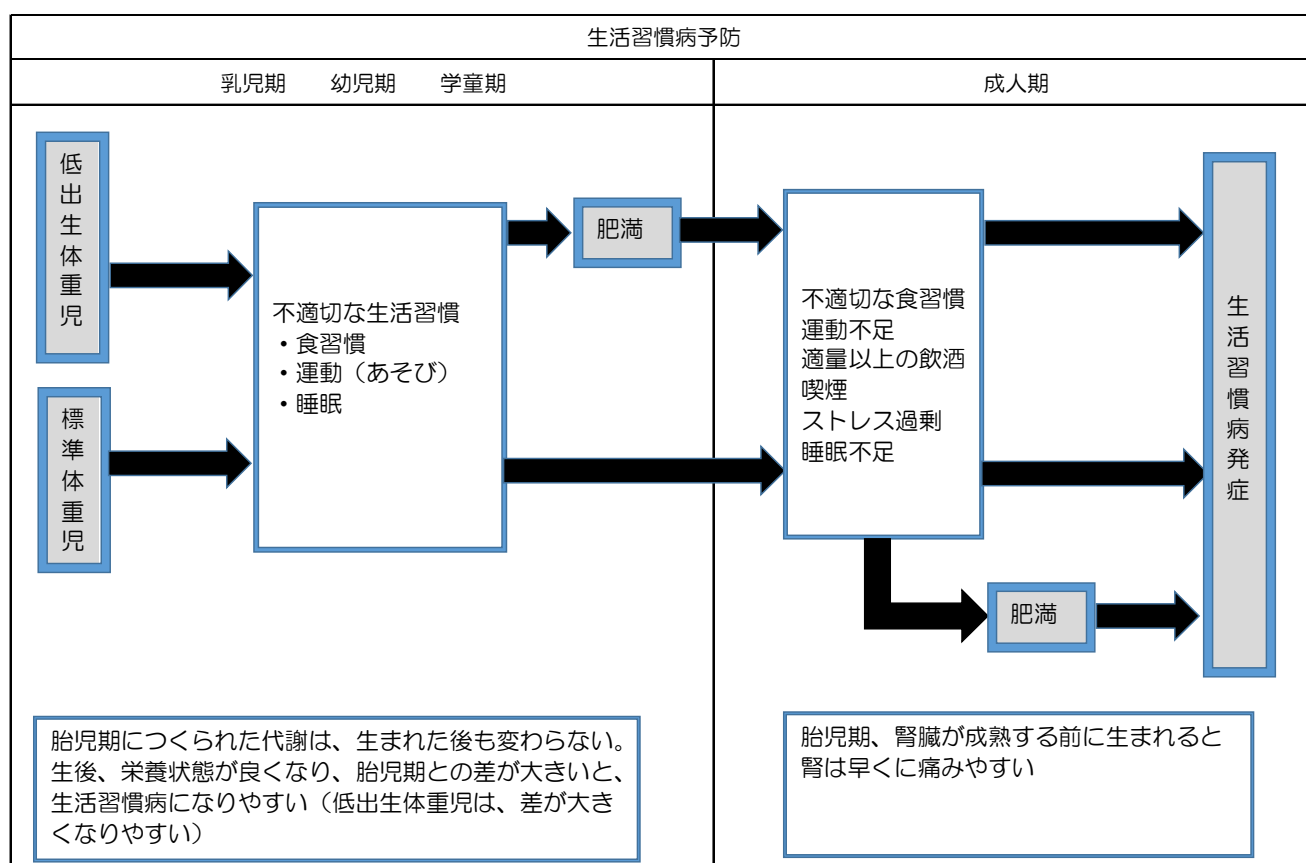 生活習慣病予防
乳児期　　幼児期　　学童期
成人期
低出生体重児
標準体重児
不適切な生活習慣
・食習慣
・運動（あそび）
・睡眠
肥満
不適切な食習慣
運動不足
適量以上の飲酒
喫煙
ストレス過剰
睡眠不足
肥満
生活習慣病発症
胎児期につくられた代謝は、生まれた後も変わらない。
生後、栄養状態が良くなり、胎児期との差が大きいと、
生活習慣病になりやすい（低出生体重児は、差が大き
くなりやすい）
胎児期、腎臓が成熟する前に生まれると
腎は早くに痛みやすい